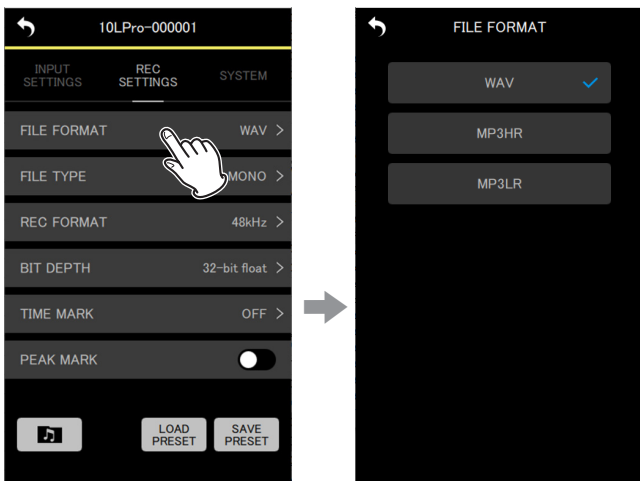 10LPro-000001
INPUT
SETTINGS
REC
SETTINGS
SYSTEM
FILE FORMAT WAV >
FILE TYPE MONO >
REC FORMAT 48kHz >
BIT DEPTH 32-bit float >
TIME MARK OFF >
PEAK MARK
LOAD
PRESET
SAVE
PRESET
FILE FORMAT
WAV
MP3HR
MP3LR